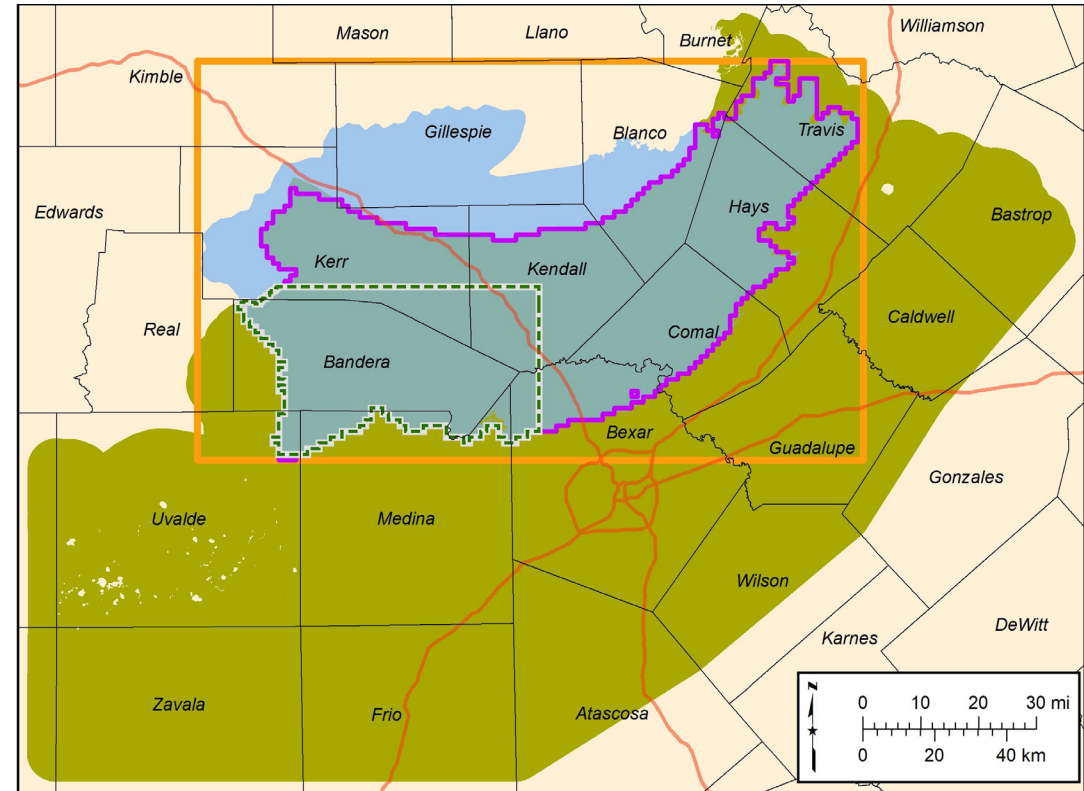 Mason
Llano
Burnet
Williamson
Kimble
Gillespie
Blanco
Travis
Edwards
Hays
Bastrop
Kerr
Kendall
Real
Bandera
Comal
Caldwell
Bexar
Guadalupe
Gonzales
Uvalde
Medina
Wilson
Karnes
DeWitt
Zavala
Frio
Atascosa
N
0 10 20 30 mi
0 20 40 km